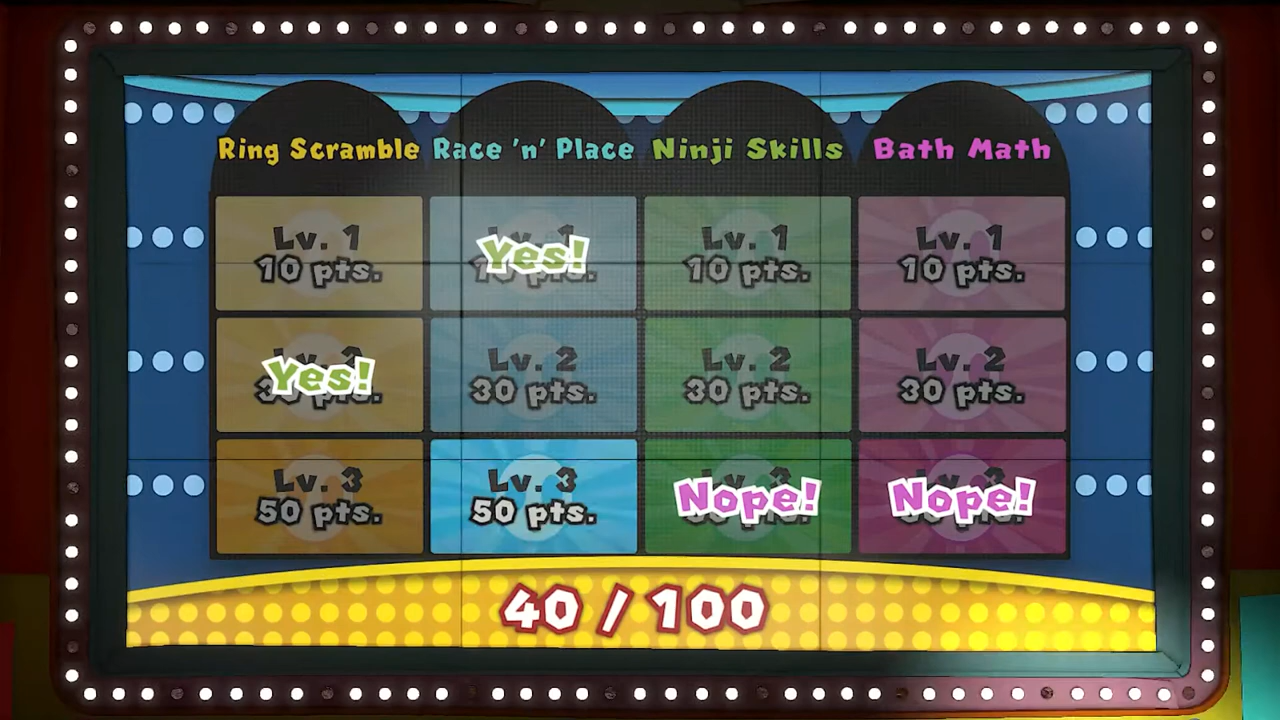 Ring Scramble Race 'n' Place Ninji Skills Bath Math
Lv. 1 Yes! Lv. 1 Lv. 1
10 pts. 10 pts. 10 pts.
Yes! Lv. 2 Lv. 2 Lv. 2
30 pts. 30 pts. 30 pts.
Lv. 3 Lv. 3 Nope! Nope!
50 pts. 50 pts.
40 / 100